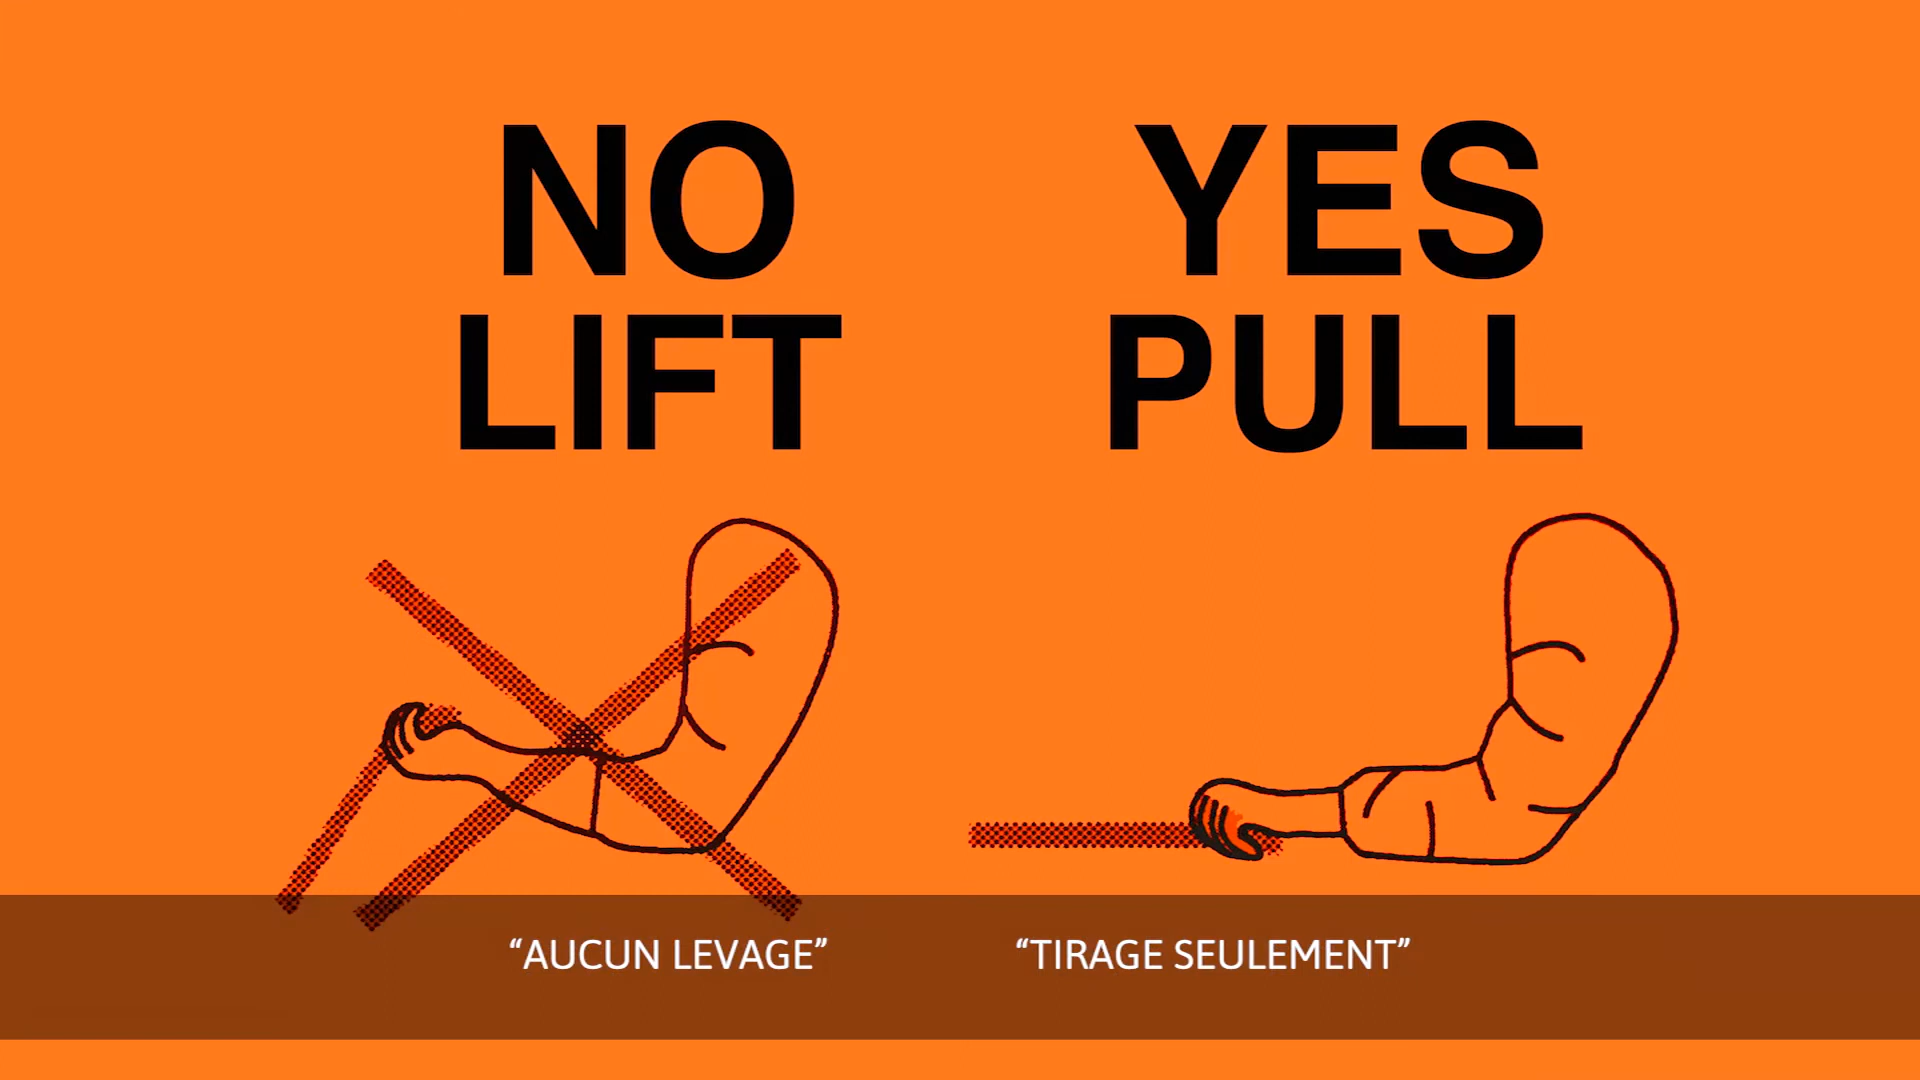 NO
LIFT
YES
PULL
“AUCUN LEVAGE”
“TIRAGE SEULEMENT”